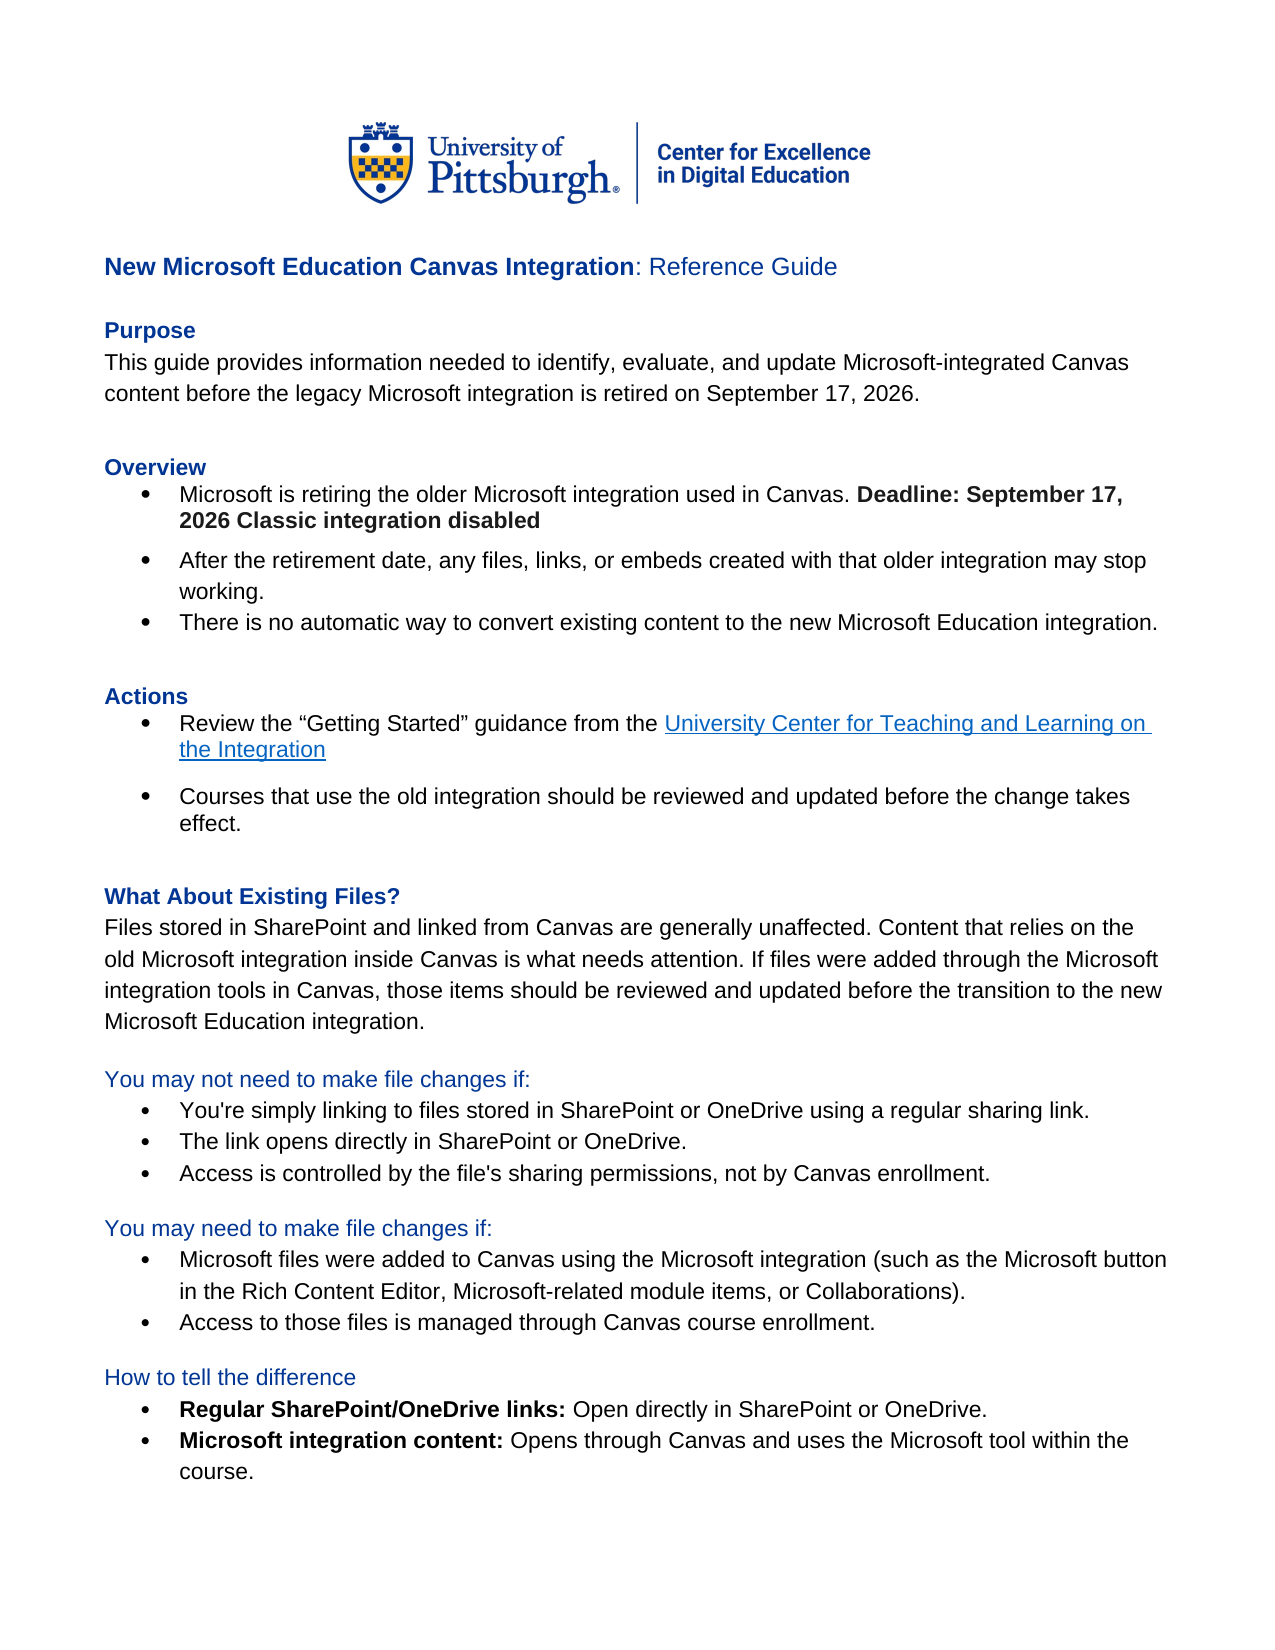 University of
Pittsburgh®
Center for Excellence
in Digital Education
New Microsoft Education Canvas Integration: Reference Guide
Purpose
This guide provides information needed to identify, evaluate, and update Microsoft-integrated Canvas
content before the legacy Microsoft integration is retired on September 17, 2026.
Overview
• Microsoft is retiring the older Microsoft integration used in Canvas. Deadline: September 17,
2026 Classic integration disabled
• After the retirement date, any files, links, or embeds created with that older integration may stop
working.
• There is no automatic way to convert existing content to the new Microsoft Education integration.
Actions
• Review the “Getting Started” guidance from the University Center for Teaching and Learning on
the Integration
• Courses that use the old integration should be reviewed and updated before the change takes
effect.
What About Existing Files?
Files stored in SharePoint and linked from Canvas are generally unaffected. Content that relies on the
old Microsoft integration inside Canvas is what needs attention. If files were added through the Microsoft
integration tools in Canvas, those items should be reviewed and updated before the transition to the new
Microsoft Education integration.
You may not need to make file changes if:
• You're simply linking to files stored in SharePoint or OneDrive using a regular sharing link.
• The link opens directly in SharePoint or OneDrive.
• Access is controlled by the file's sharing permissions, not by Canvas enrollment.
You may need to make file changes if:
• Microsoft files were added to Canvas using the Microsoft integration (such as the Microsoft button
in the Rich Content Editor, Microsoft-related module items, or Collaborations).
• Access to those files is managed through Canvas course enrollment.
How to tell the difference
• Regular SharePoint/OneDrive links: Open directly in SharePoint or OneDrive.
• Microsoft integration content: Opens through Canvas and uses the Microsoft tool within the
course.